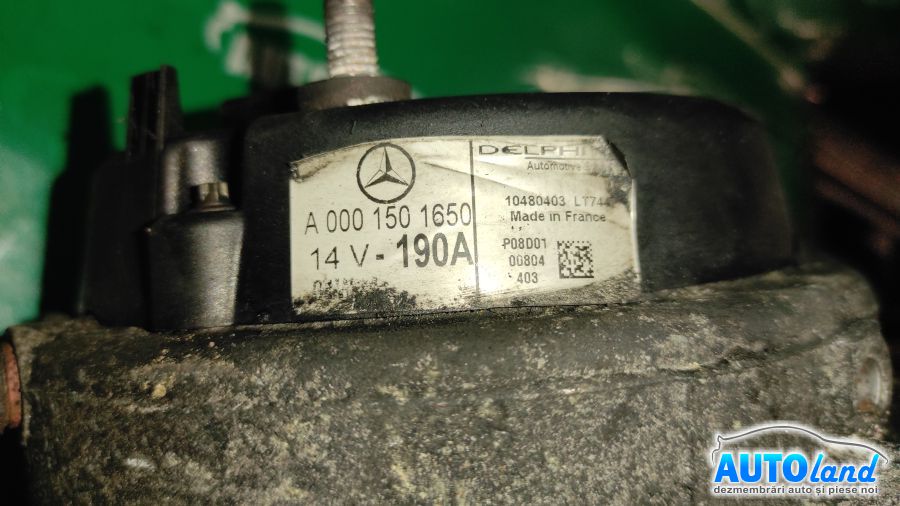 A 000 150 1650
14 V - 190A
DELPHI
Automotive
10480403 LT744
Made in France
P08D01
00804
403
AUTOland
dezmembrări auto și piese noi